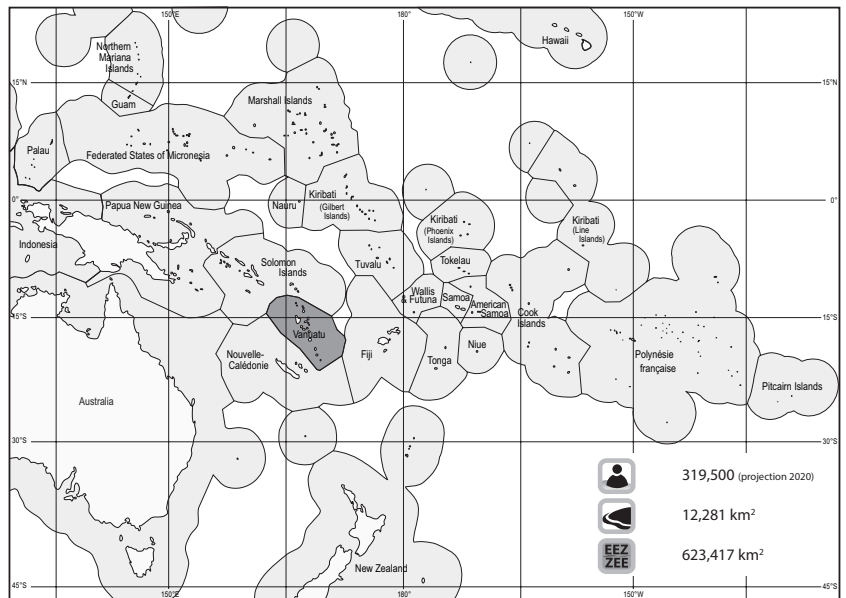 150°E
180°
150°W
Hawaii
Northern
Mariana
Islands
15°N
15°N
Guam
Marshall Islands
Palau
Federated States of Micronesia
0°
0°
Papua New Guinea
Nauru
Kiribati
(Gilbert
Islands)
Kiribati
(Phoenix
Islands)
Kiribati
(Line
Islands)
Indonesia
Solomon
Islands
Tuvalu
Tokelau
Wallis
& Futuna
Samoa
American
Samoa
Cook
Islands
15°S
15°S
Vanuatu
Nouvelle-
Calédonie
Fiji
Tonga
Niue
Polynésie
française
Pitcairn Islands
Australia
30°S
30°S
319,500 (projection 2020)
12,281 km²
EEZ
ZEE
623,417 km²
New Zealand
45°S
45°S
150°E
180°
150°W